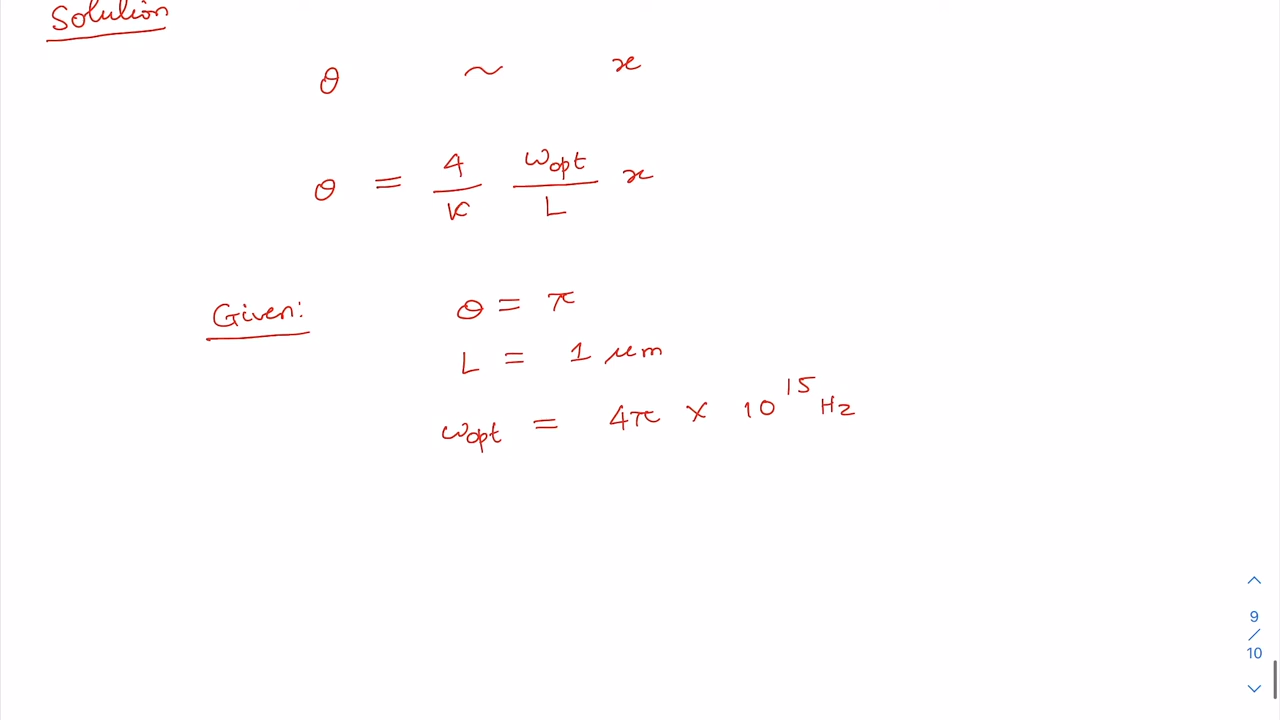 Solution
θ ~ x
θ = 4/κ ω_opt/L x
Given: θ = π
L = 1 μm
ω_opt = 4π × 10^15 Hz
9
/
10